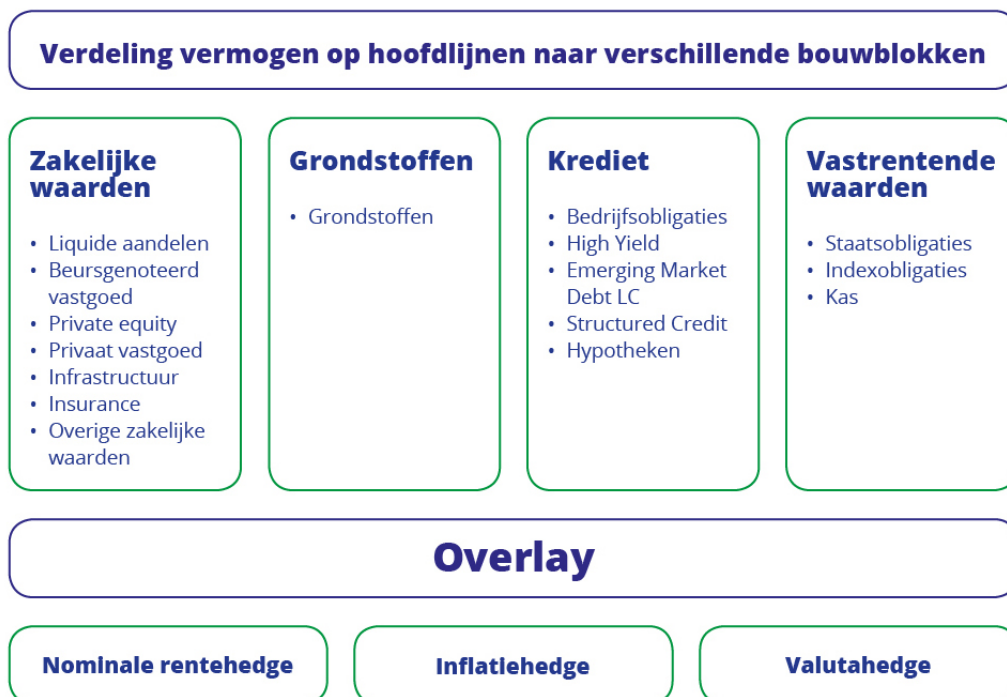 Verdeling vermogen op hoofdlijnen naar verschillende bouwblokken
Zakelijke
waarden
• Liquide aandelen
• Beursgenoteerd
vastgoed
• Private equity
• Privaat vastgoed
• Infrastructuur
• Insurance
• Overige zakelijke
waarden
Grondstoffen
• Grondstoffen
Krediet
• Bedrijfsobligaties
• High Yield
• Emerging Market
Debt LC
• Structured Credit
• Hypotheken
Vastrentende
waarden
• Staatsobligaties
• Indexobligaties
• Kas
Overlay
Nominale rentehedge
Inflatiehedge
Valutahedge